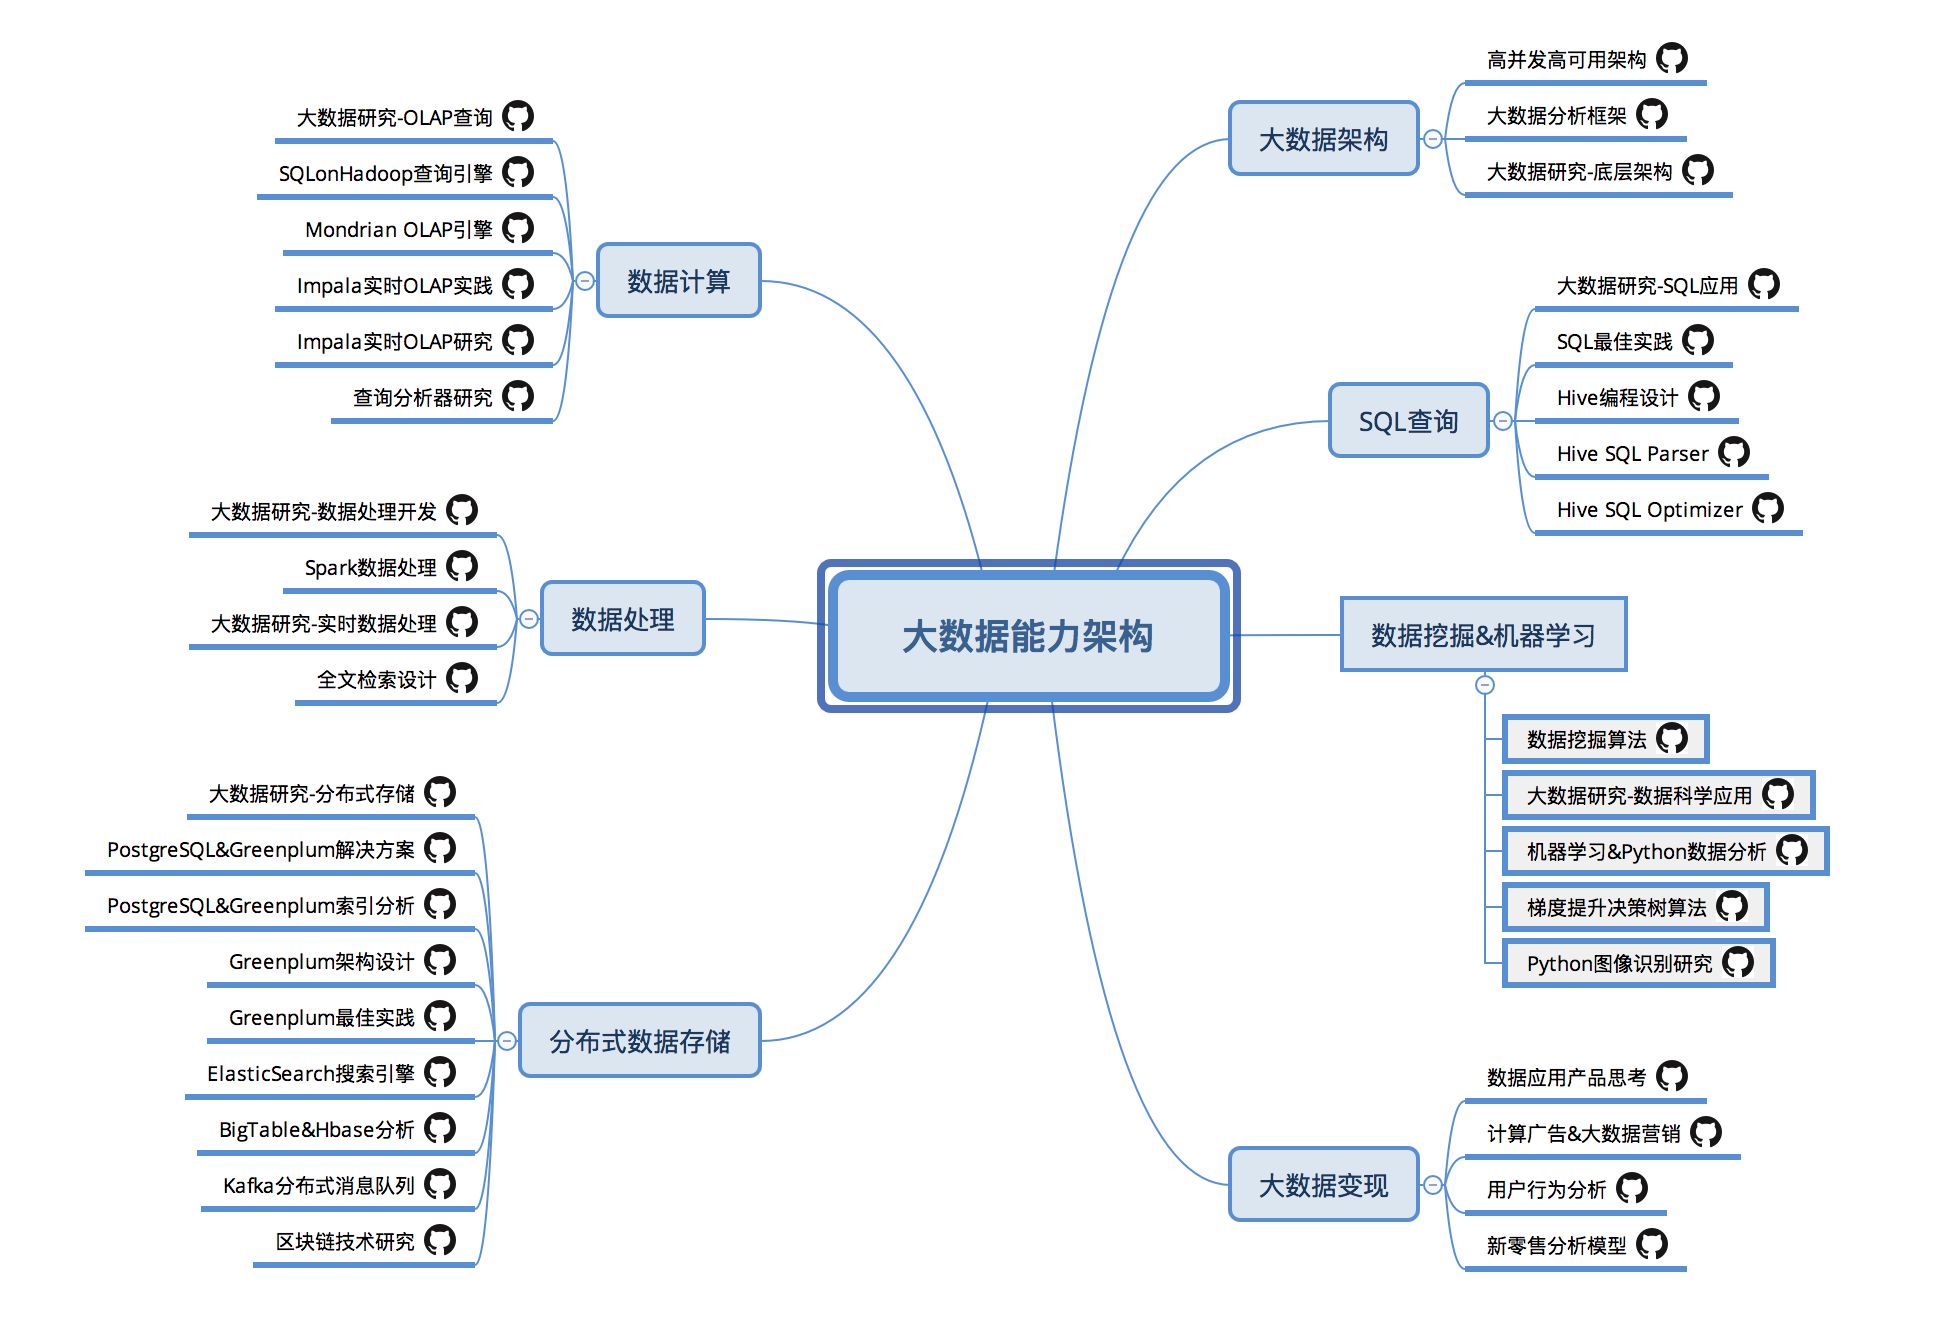 大数据能力架构
大数据架构
高并发高可用架构
大数据分析框架
大数据研究-底层架构
SQL查询
大数据研究-SQL应用
SQL最佳实践
Hive编程设计
Hive SQL Parser
Hive SQL Optimizer
数据挖掘&机器学习
数据挖掘算法
大数据研究-数据科学应用
机器学习&Python数据分析
梯度提升决策树算法
Python图像识别研究
大数据变现
数据应用产品思考
计算广告&大数据营销
用户行为分析
新零售分析模型
数据计算
大数据研究-OLAP查询
SQLonHadoop查询引擎
Mondrian OLAP引擎
Impala实时OLAP实践
Impala实时OLAP研究
查询分析器研究
数据处理
大数据研究-数据处理开发
Spark数据处理
大数据研究-实时数据处理
全文检索设计
分布式数据存储
大数据研究-分布式存储
PostgreSQL&Greenplum解决方案
PostgreSQL&Greenplum索引分析
Greenplum架构设计
Greenplum最佳实践
ElasticSearch搜索引擎
BigTable&Hbase分析
Kafka分布式消息队列
区块链技术研究